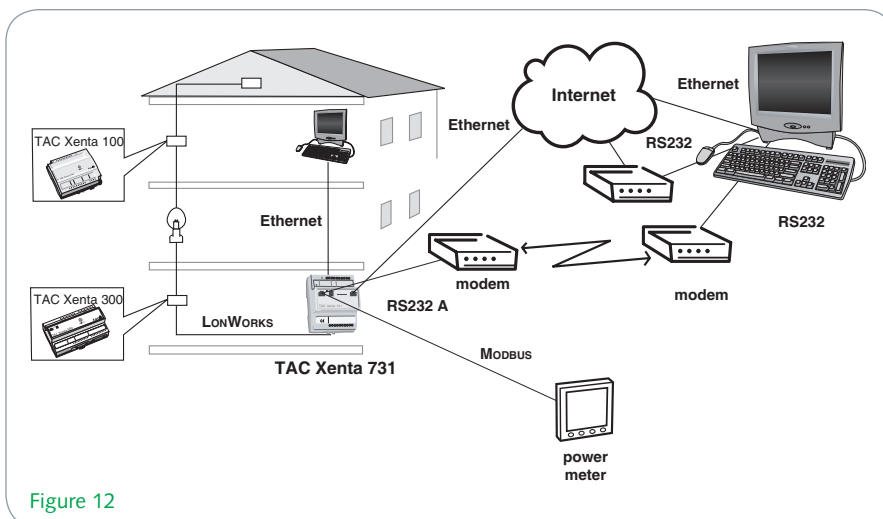 Internet
Ethernet
Ethernet
RS232
TAC Xenta 100
Ethernet
RS232
modem
modem
TAC Xenta 300
RS232 A
LONWORKS
TAC Xenta 731
MODBUS
power
meter
Figure 12